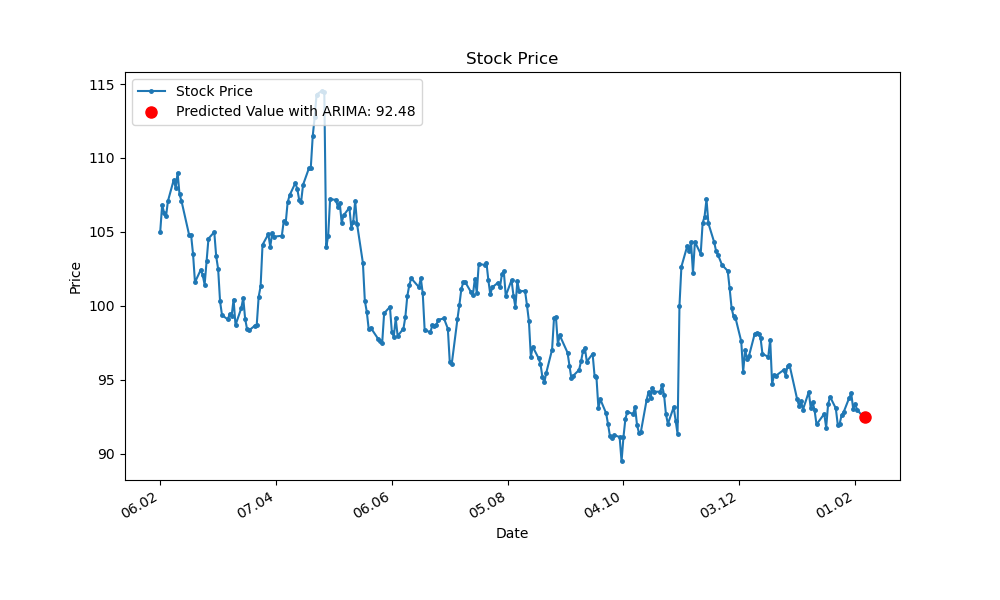 Stock Price
115
110
105
100
95
90
Price
Stock Price
Predicted Value with ARIMA: 92.48
06.02
07.04
06.06
05.08
04.10
03.12
01.02
Date